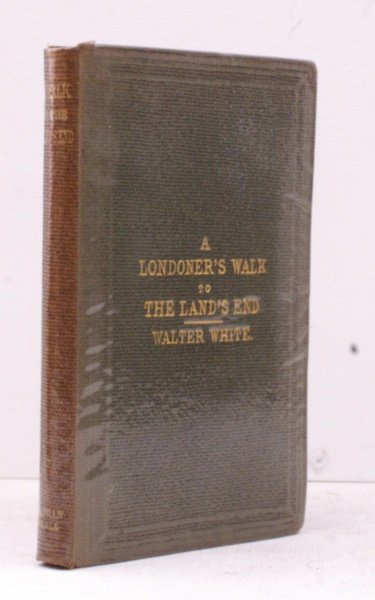 A
LONDONER'S WALK
TO
THE LAND'S END
WALTER WHITE.